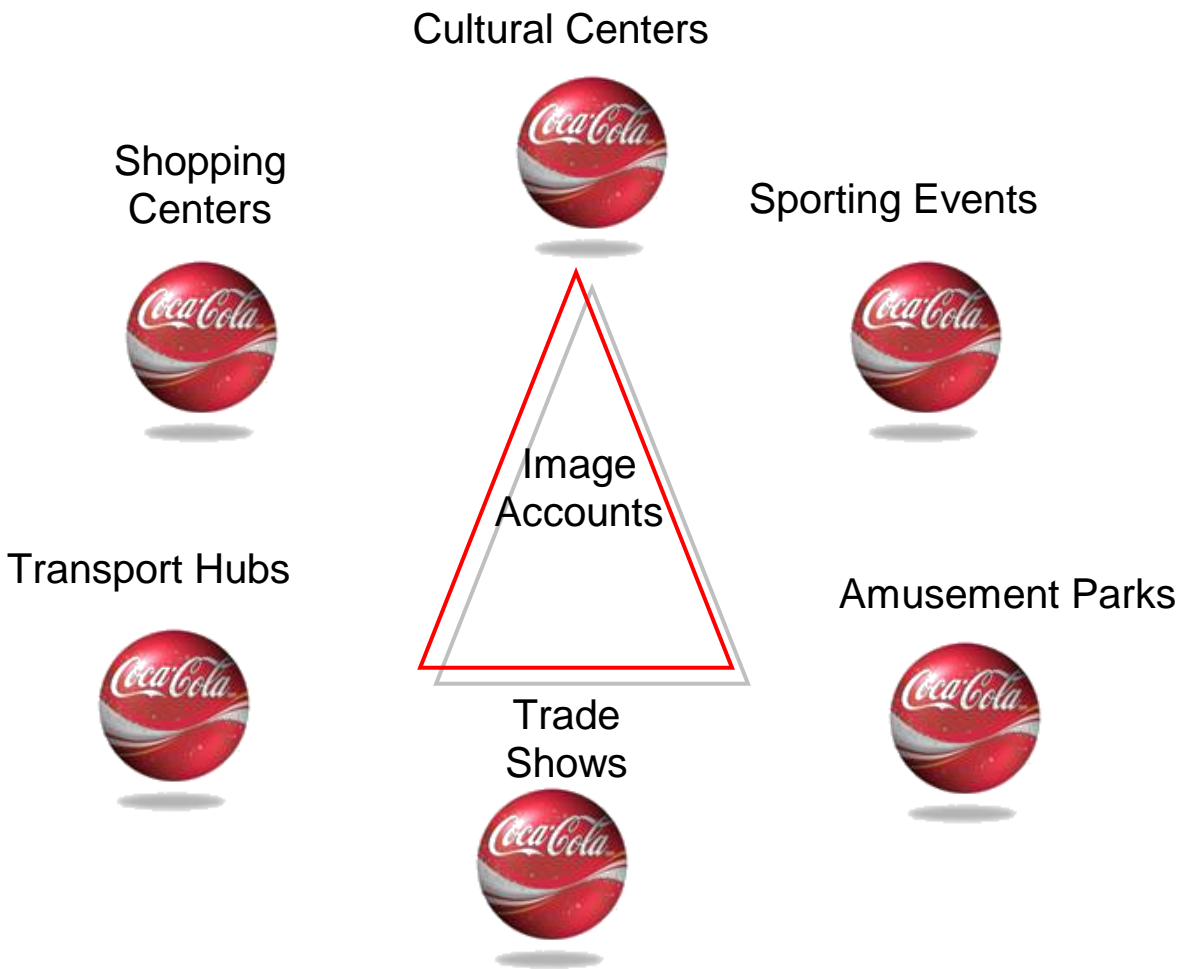 Cultural Centers
Coca-Cola
Shopping
Centers
Sporting Events
Coca-Cola
Coca-Cola
Image
Accounts
Transport Hubs
Amusement Parks
Coca-Cola
Coca-Cola
Trade
Shows
Coca-Cola